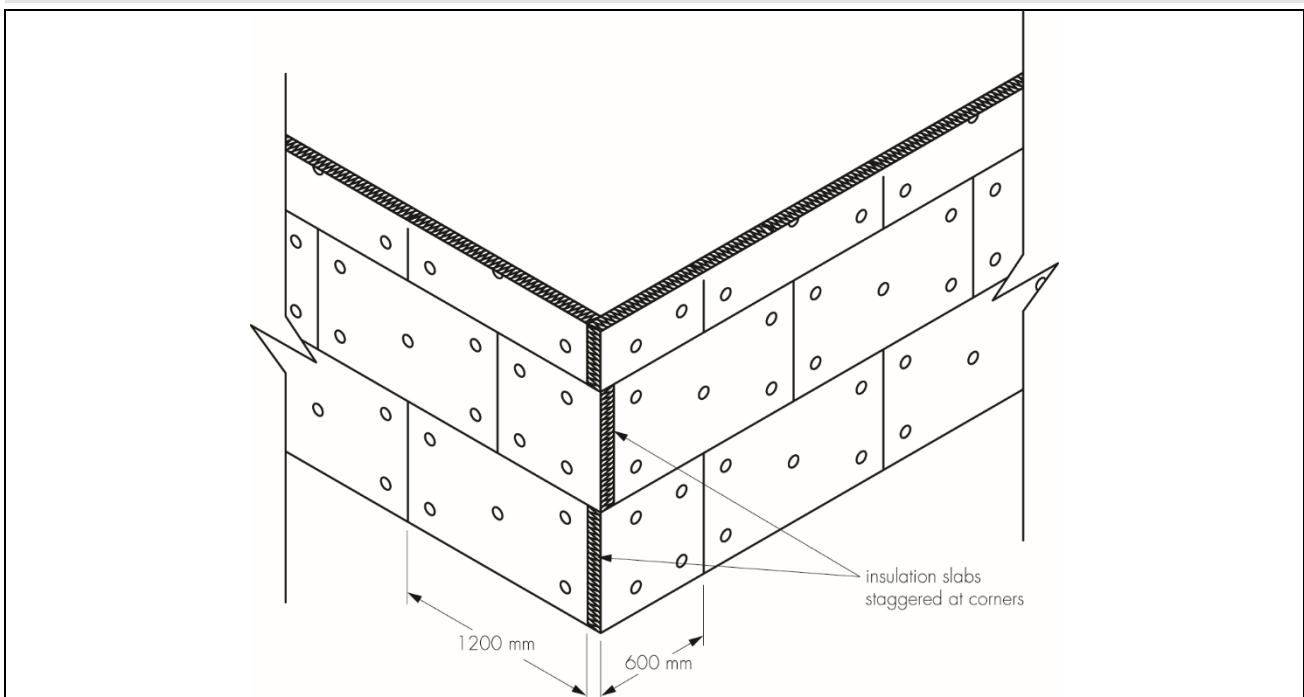 insulation slabs
staggered at corners
1200 mm
600 mm